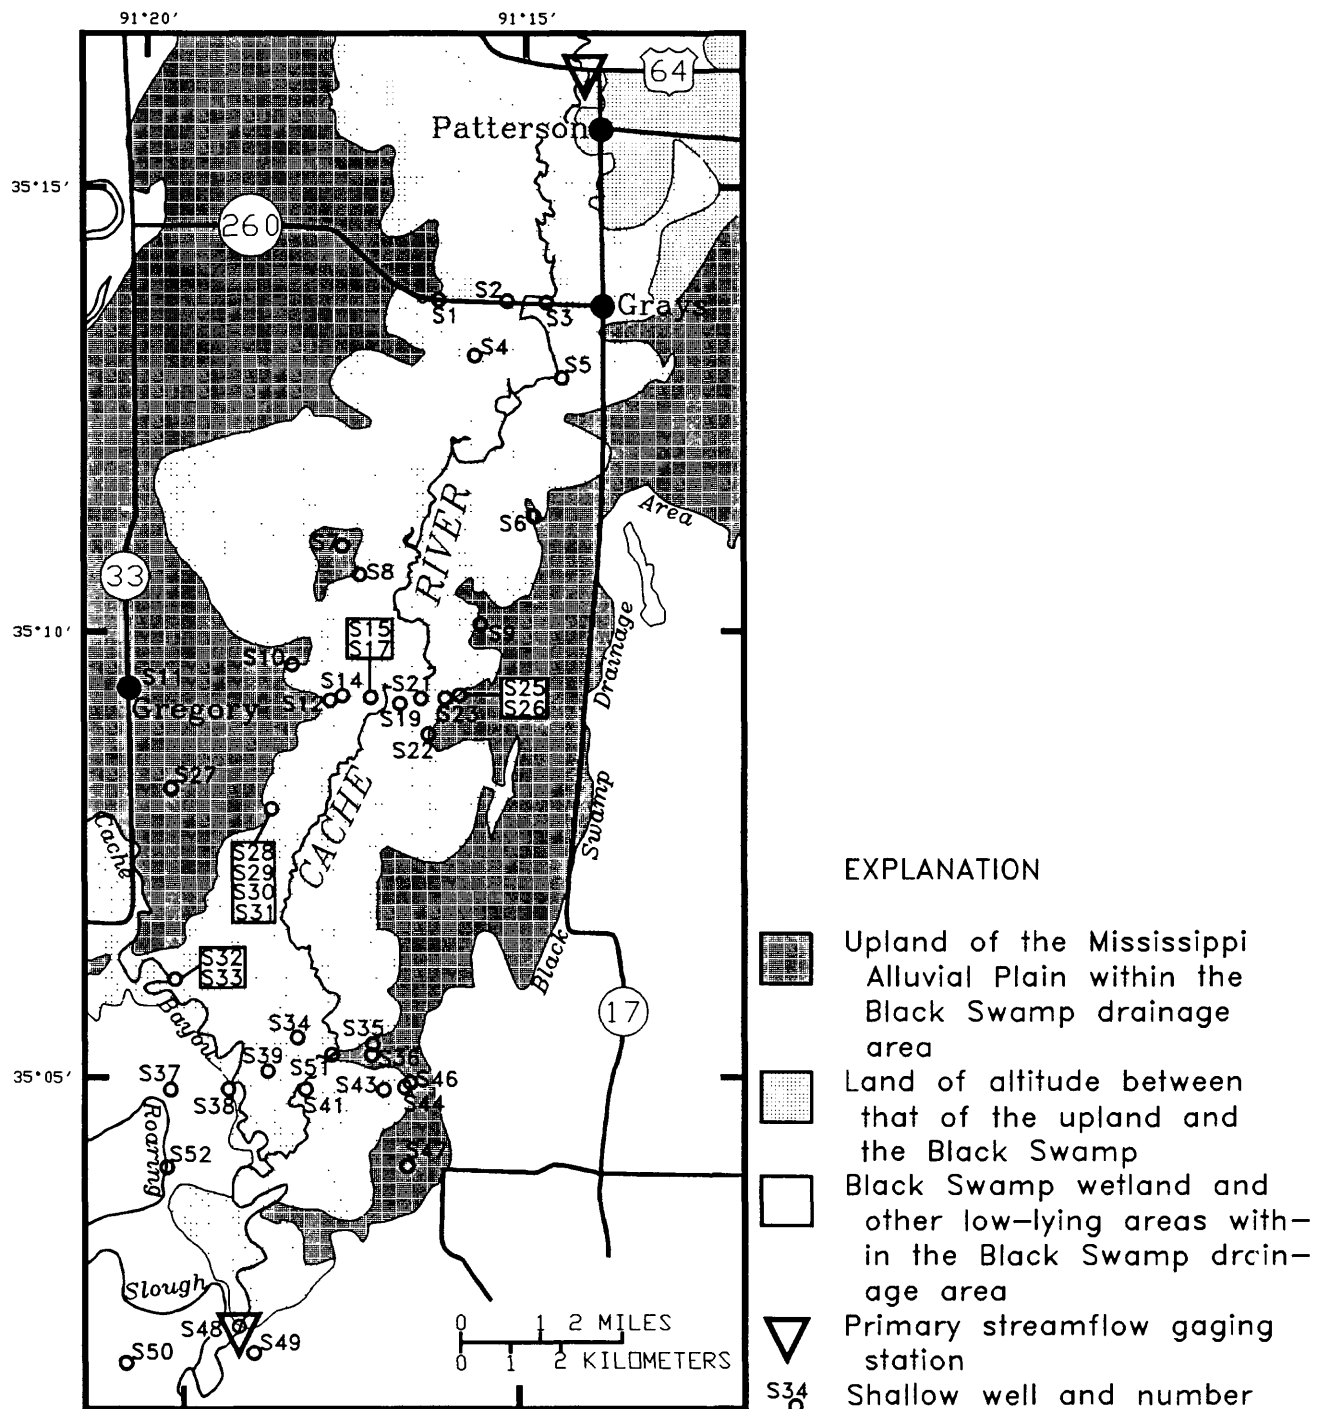 91°20′
91°15′
64
Patterson
35°15′
260
S1
S2
S3
Grays
S4
S5
RIVER
S6
Area
S7
S8
33
Drainage
35°10′
S15
S17
S9
S10
S11
Gregory
S14
S12
S21
S19
S23
S25
S26
S22
S27
Swamp
CACHE
Cache
S28
S29
S30
S31
Black
S32
S33
Bayou
17
S34
S35
S39
S51
S36
35°05′
S37
S38
S41
S43
S46
S44
Roaring
S52
S47
Slough
S48
S49
S50
0 1 2 MILES
0 1 2 KILOMETERS
EXPLANATION
Upland of the Mississippi
Alluvial Plain within the
Black Swamp drainage
area
Land of altitude between
that of the upland and
the Black Swamp
Black Swamp wetland and
other low-lying areas with-
in the Black Swamp drain-
age area
Primary streamflow gaging
station
S34
Shallow well and number